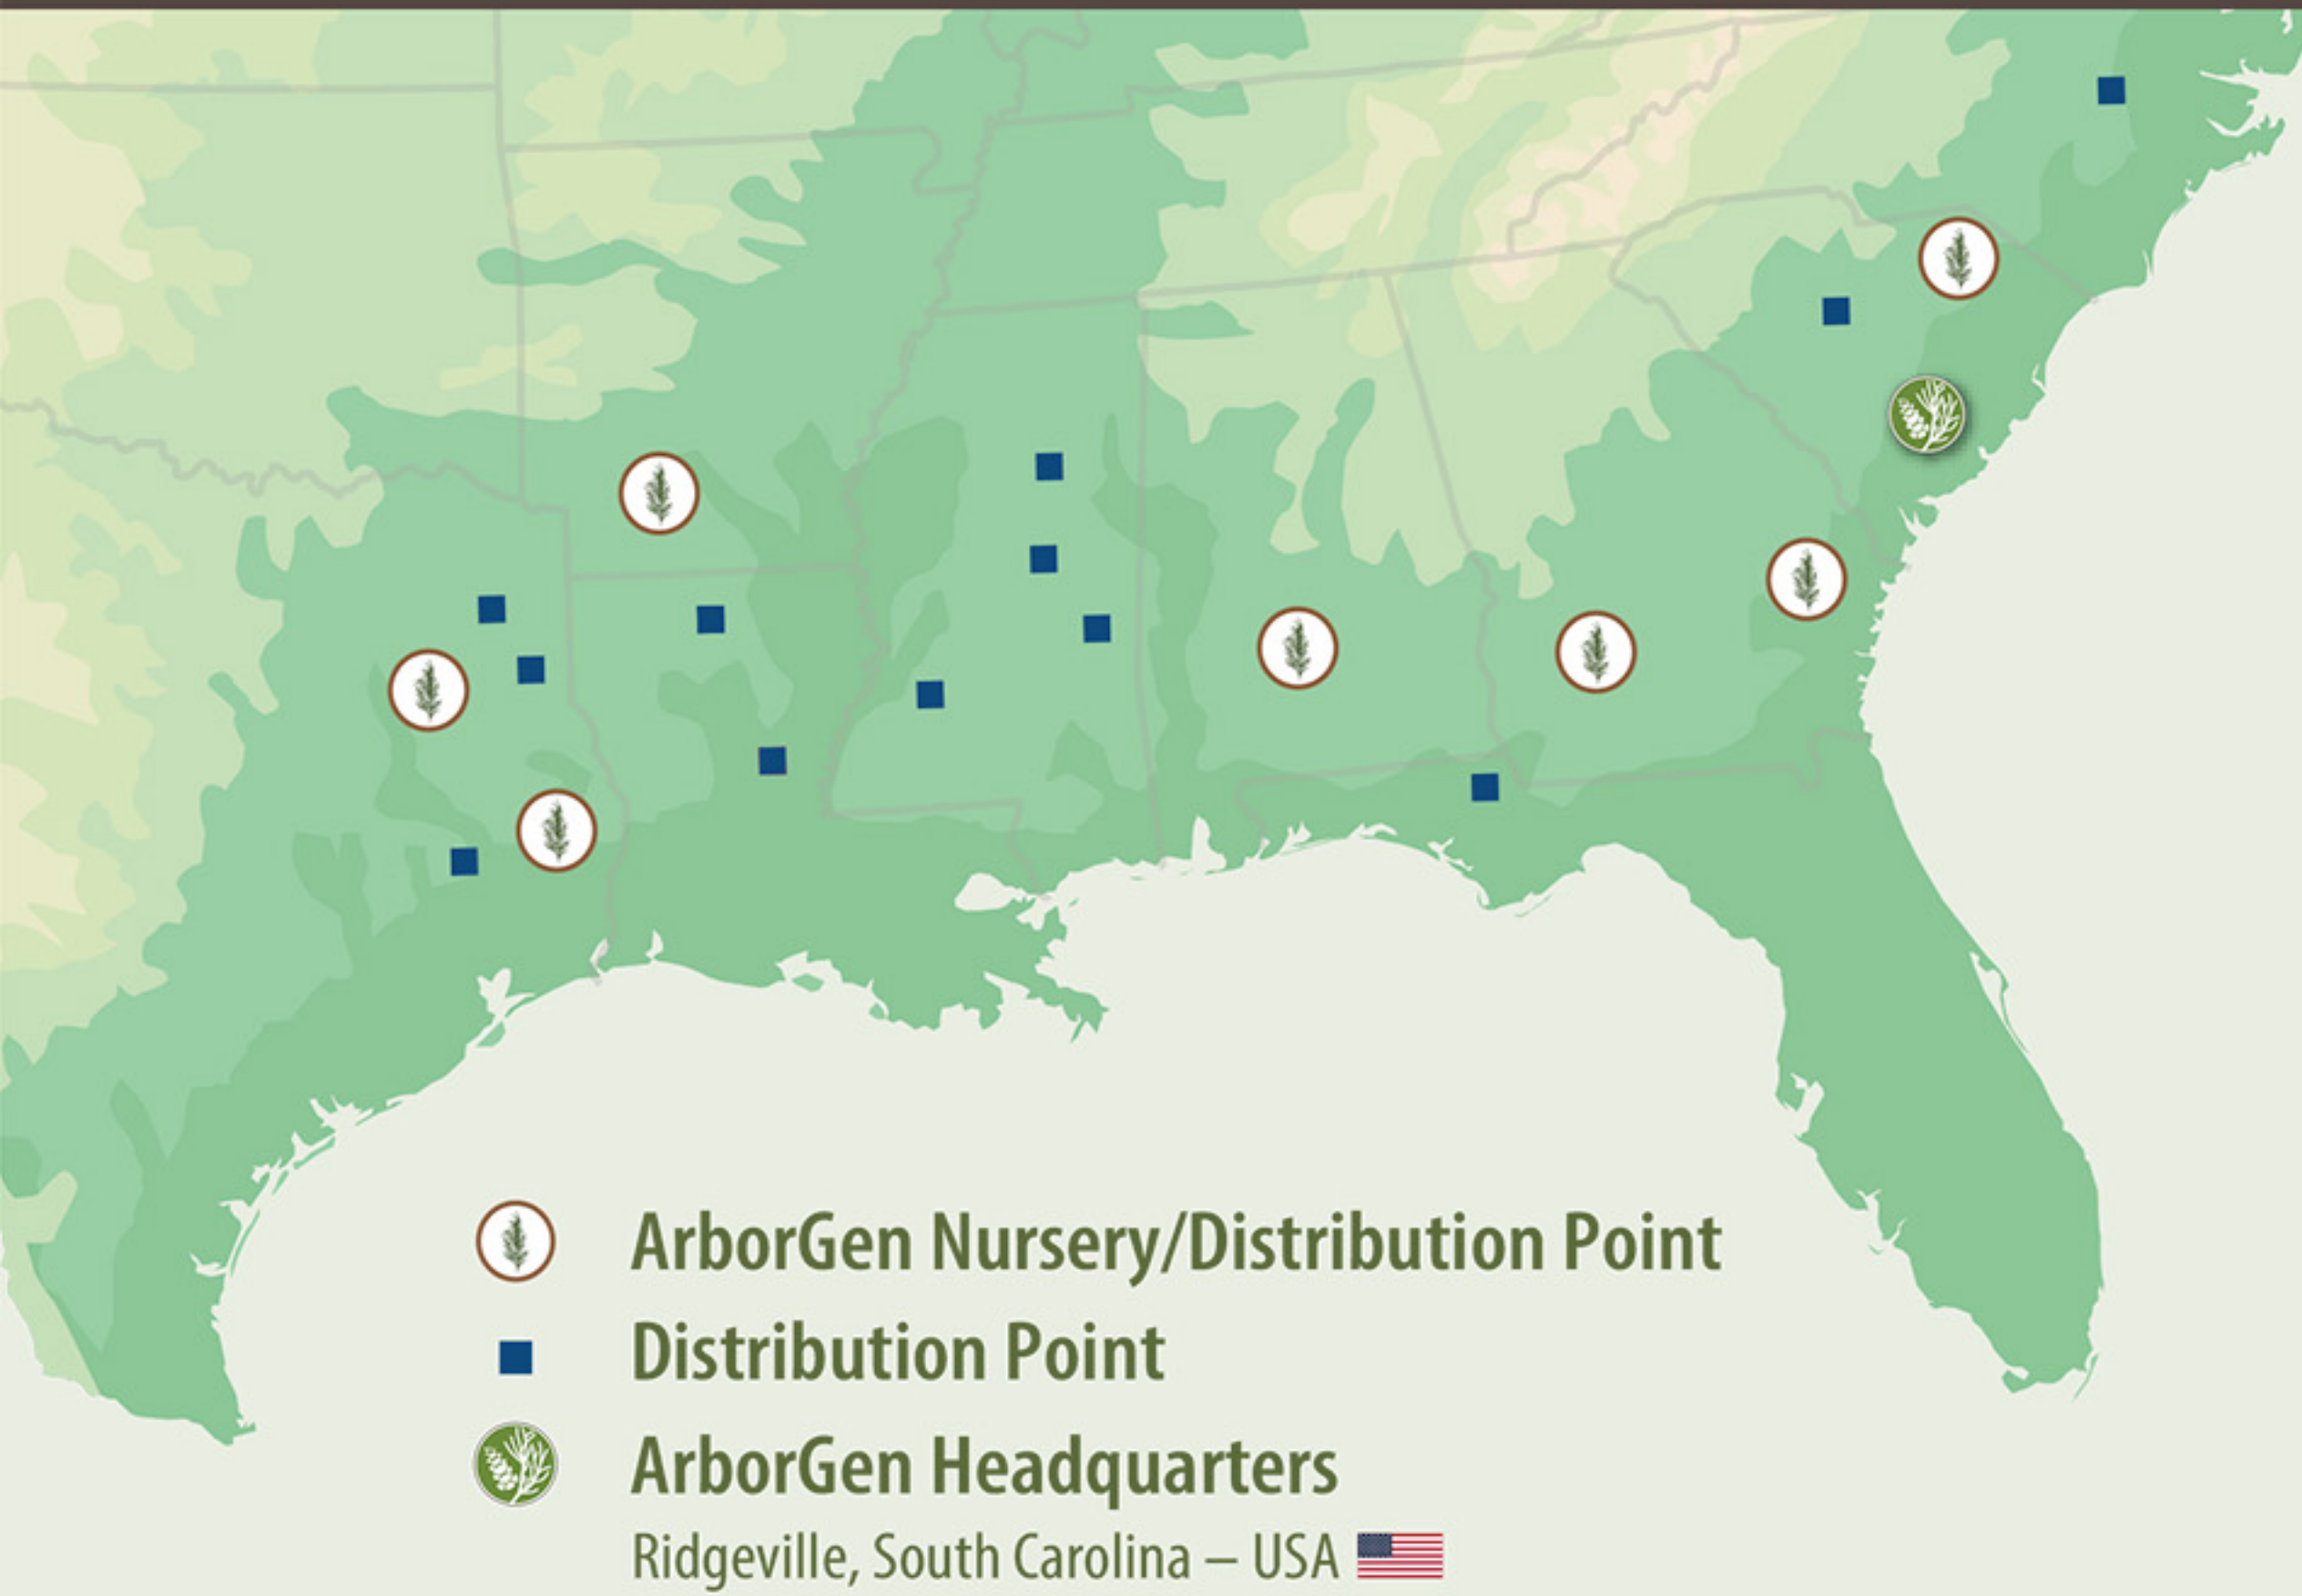 ArborGen Nursery/Distribution Point
Distribution Point
ArborGen Headquarters
Ridgeville, South Carolina – USA